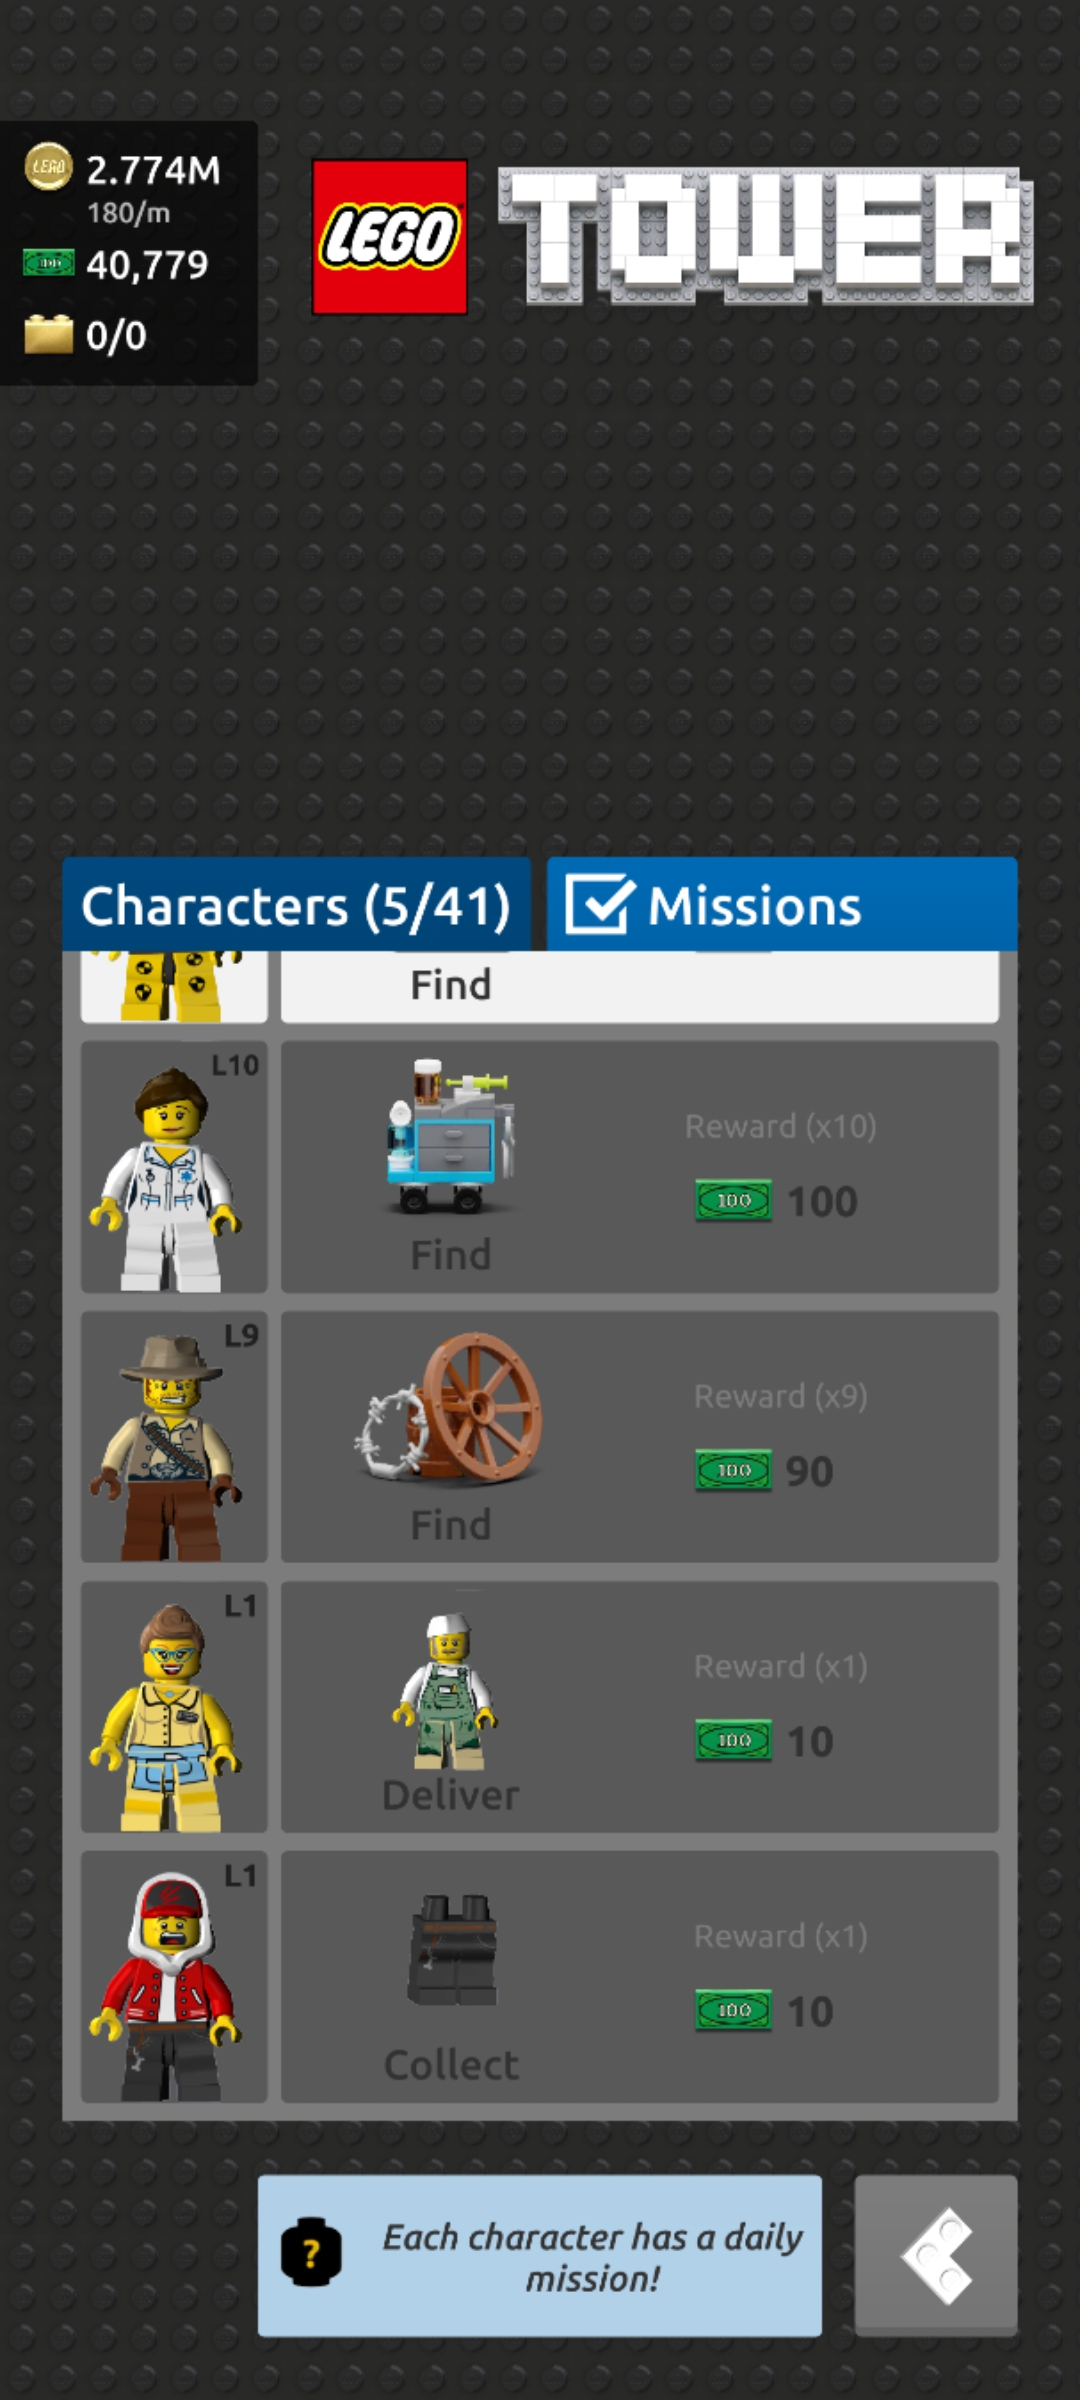 LEGO
2.774M
180/m
100
40,779
0/0
LEGO
TOWER
Characters (5/41)
Missions
Find
L10
Find
Reward (x10)
100
100
L9
Find
Reward (x9)
100
90
L1
Deliver
Reward (x1)
100
10
L1
Collect
Reward (x1)
100
10
?
Each character has a daily
mission!